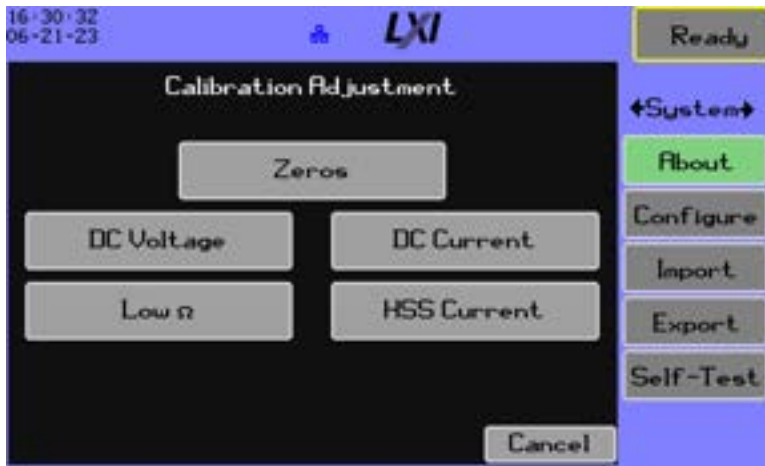 16:30:32
06-21-23
LXI
Ready
Calibration Adjustment
System
Zeros
About
DC Voltage
DC Current
Configure
Import
Low Ω
HSS Current
Export
Self-Test
Cancel